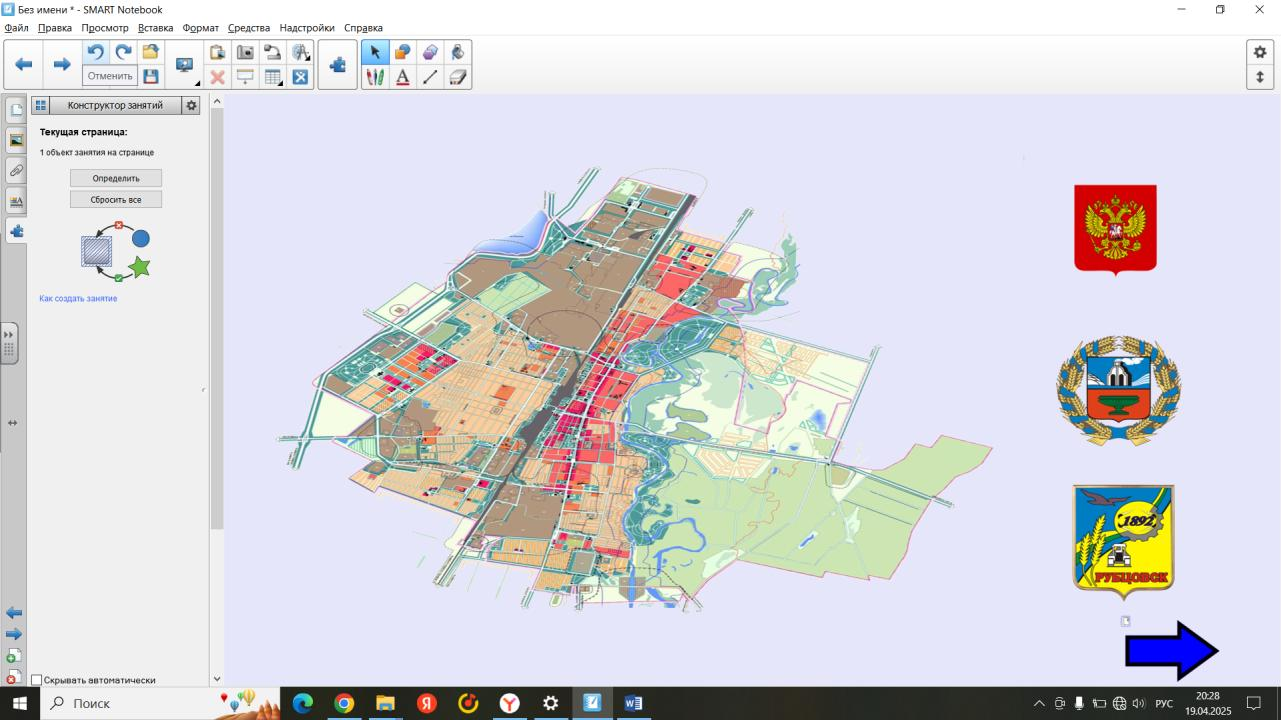 Без имени * - SMART Notebook
Файл Правка Просмотр Вставка Формат Средства Надстройки Справка
Отменить
Конструктор занятий
Текущая страница:
1 объект занятия на странице
Определить
Сбросить все
Как создать занятие
1892
РУБЦОВСК
Скрывать автоматически
Поиск
РУС
20:28
19.04.2025